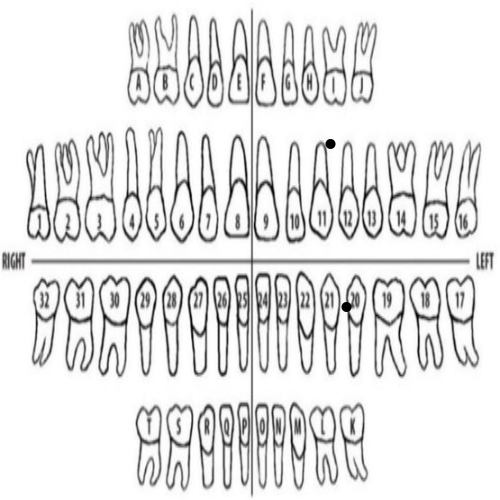 A B C D E F G H I J
1 2 3 4 5 6 7 8 9 10 11 12 13 14 15 16
RIGHT LEFT
32 31 30 29 28 27 26 25 24 23 22 21 20 19 18 17
T S R Q P O N M L K